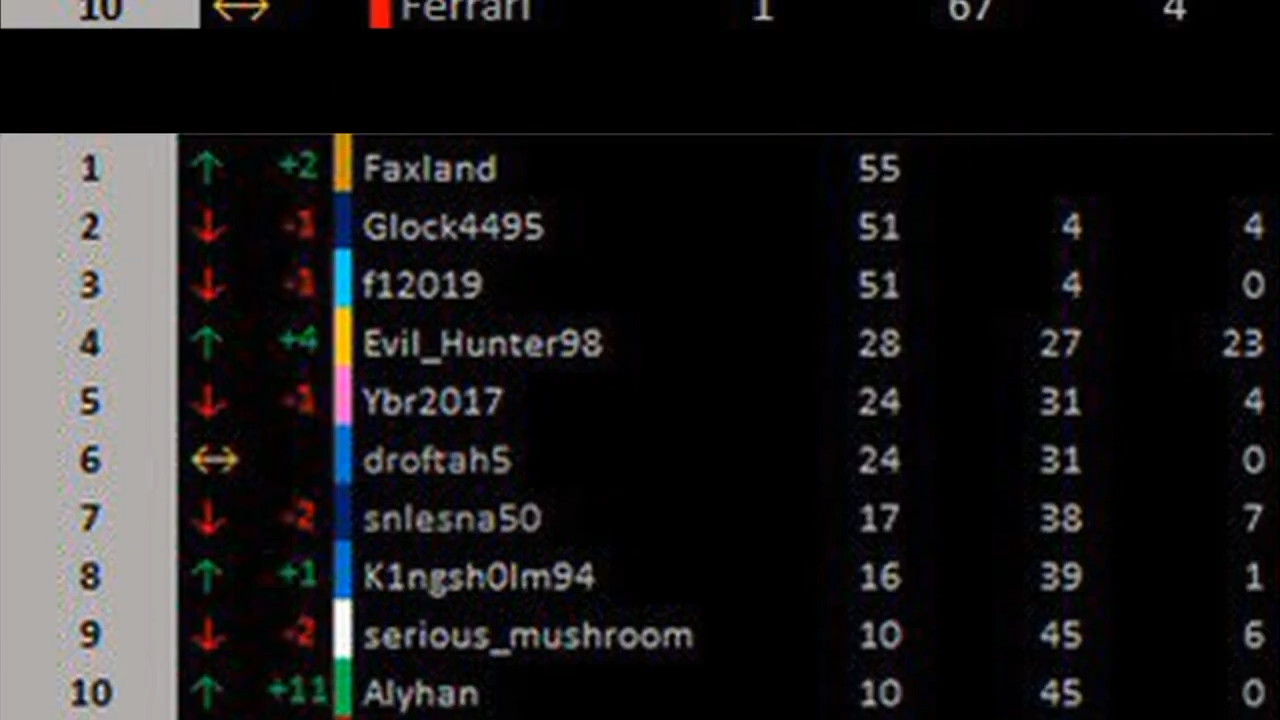 10 ↔ Ferrari 1 67 4
1 ↑ +2 Faxland 55
2 ↓ -1 Glock4495 51 4 4
3 ↓ -1 f12019 51 4 0
4 ↑ +4 Evil_Hunter98 28 27 23
5 ↓ -1 Ybr2017 24 31 4
6 ↔ droftah5 24 31 0
7 ↓ -2 snlesna50 17 38 7
8 ↑ +1 K1ngsh0lm94 16 39 1
9 ↓ -2 serious_mushroom 10 45 6
10 ↑ +11 Alyhan 10 45 0